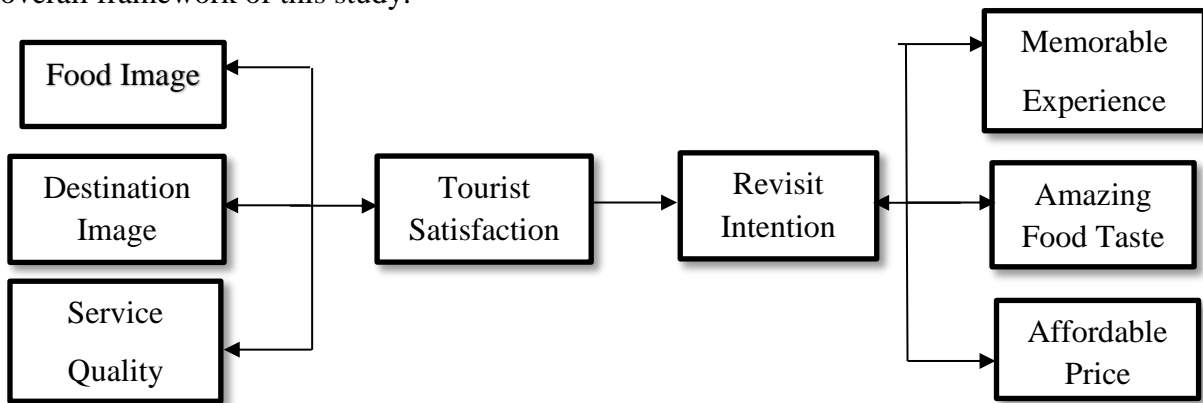 overall framework of this study.
Food Image
Destination
Image
Service
Quality
Tourist
Satisfaction
Revisit
Intention
Memorable
Experience
Amazing
Food Taste
Affordable
Price